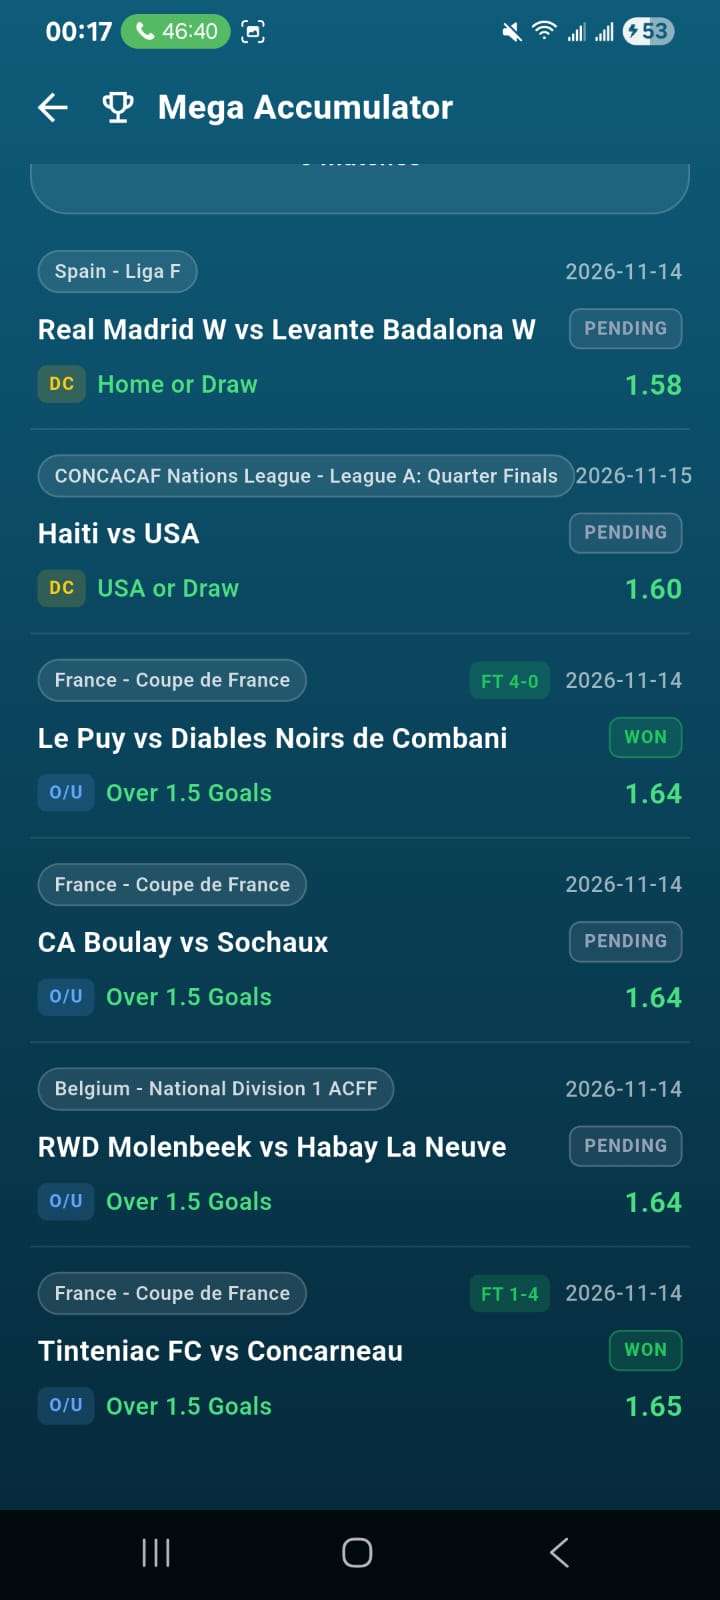 00:17 46:40 53
Mega Accumulator
matches
Spain - Liga F 2026-11-14
Real Madrid W vs Levante Badalona W PENDING
DC Home or Draw 1.58
CONCACAF Nations League - League A: Quarter Finals 2026-11-15
Haiti vs USA PENDING
DC USA or Draw 1.60
France - Coupe de France FT 4-0 2026-11-14
Le Puy vs Diables Noirs de Combani WON
O/U Over 1.5 Goals 1.64
France - Coupe de France 2026-11-14
CA Boulay vs Sochaux PENDING
O/U Over 1.5 Goals 1.64
Belgium - National Division 1 ACFF 2026-11-14
RWD Molenbeek vs Habay La Neuve PENDING
O/U Over 1.5 Goals 1.64
France - Coupe de France FT 1-4 2026-11-14
Tinteniac FC vs Concarneau WON
O/U Over 1.5 Goals 1.65